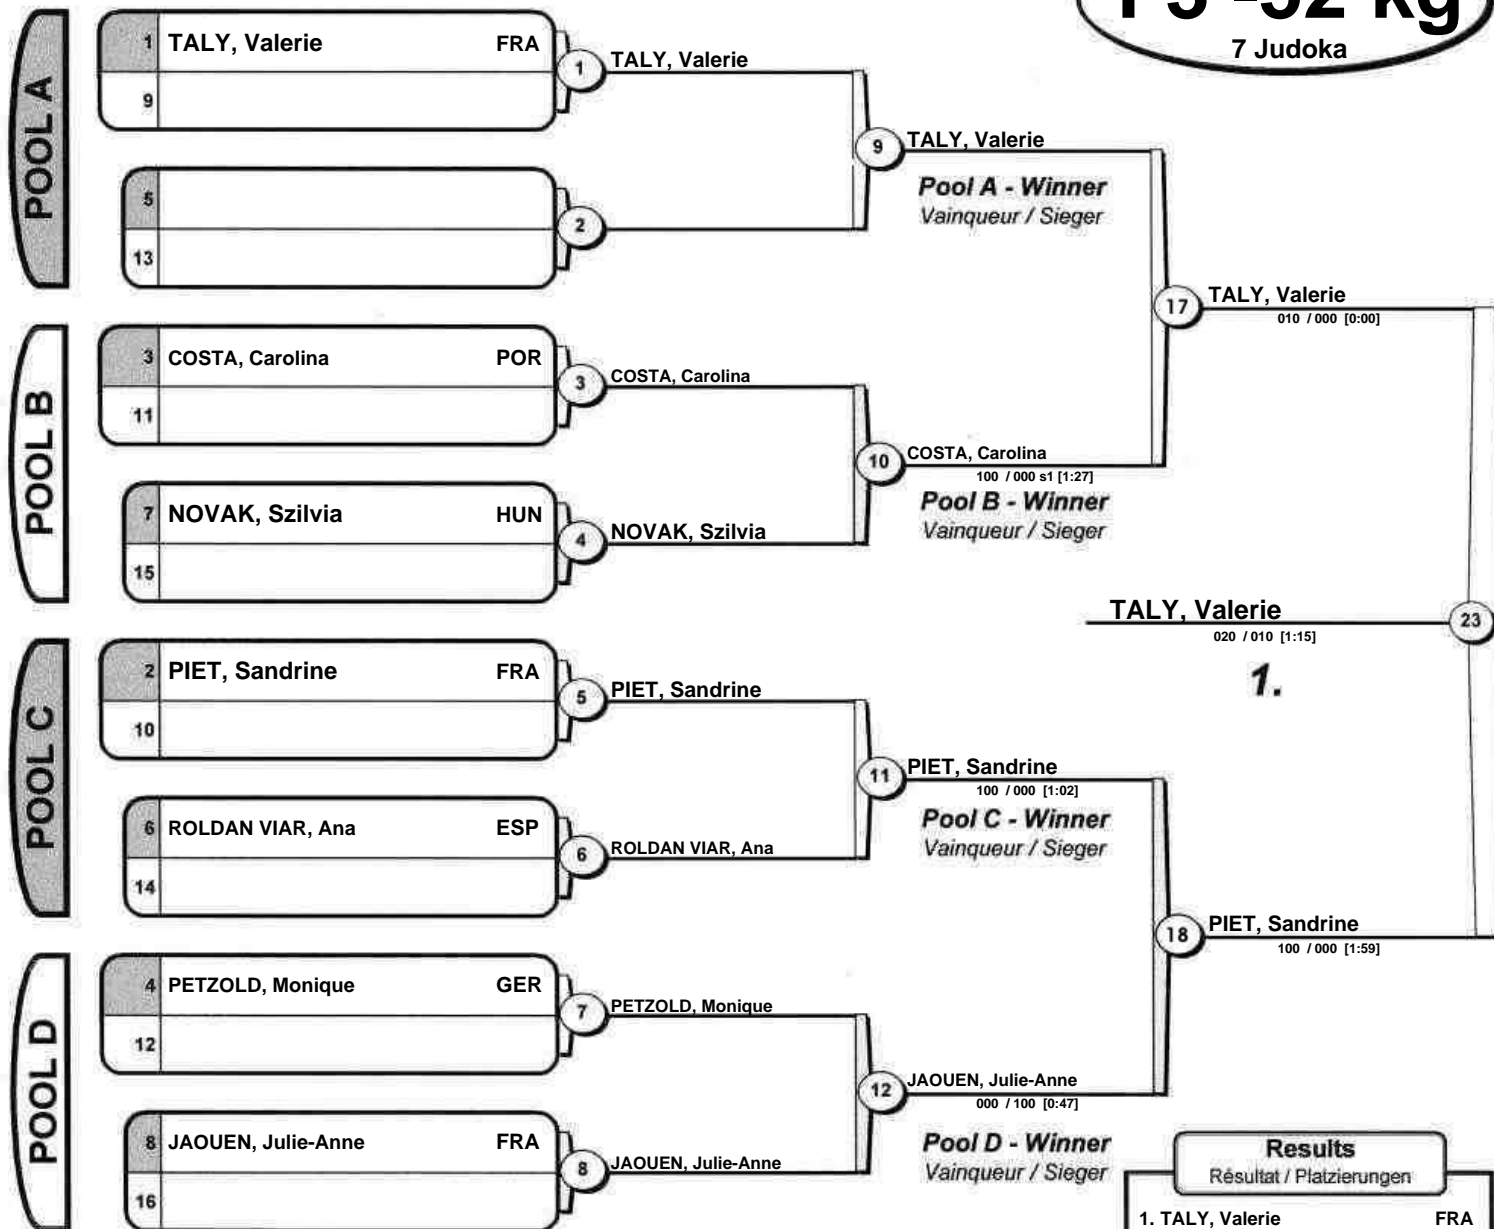 F3 -52 kg
7 Judoka
POOL A
1 TALY, Valerie FRA
9
5
13
1 TALY, Valerie
2
9 TALY, Valerie
Pool A - Winner
Vainqueur / Sieger
POOL B
3 COSTA, Carolina POR
11
7 NOVAK, Szilvia HUN
15
3 COSTA, Carolina
4 NOVAK, Szilvia
10 COSTA, Carolina
100 / 000 s1 [1:27]
Pool B - Winner
Vainqueur / Sieger
17 TALY, Valerie
010 / 000 [0:00]
TALY, Valerie 23
020 / 010 [1:15]
1.
POOL C
2 PIET, Sandrine FRA
10
6 ROLDAN VIAR, Ana ESP
14
5 PIET, Sandrine
6 ROLDAN VIAR, Ana
11 PIET, Sandrine
100 / 000 [1:02]
Pool C - Winner
Vainqueur / Sieger
18 PIET, Sandrine
100 / 000 [1:59]
POOL D
4 PETZOLD, Monique GER
12
8 JAOUEN, Julie-Anne FRA
16
7 PETZOLD, Monique
8 JAOUEN, Julie-Anne
12 JAOUEN, Julie-Anne
000 / 100 [0:47]
Pool D - Winner
Vainqueur / Sieger
Results
Résultat / Platzierungen
1. TALY, Valerie FRA